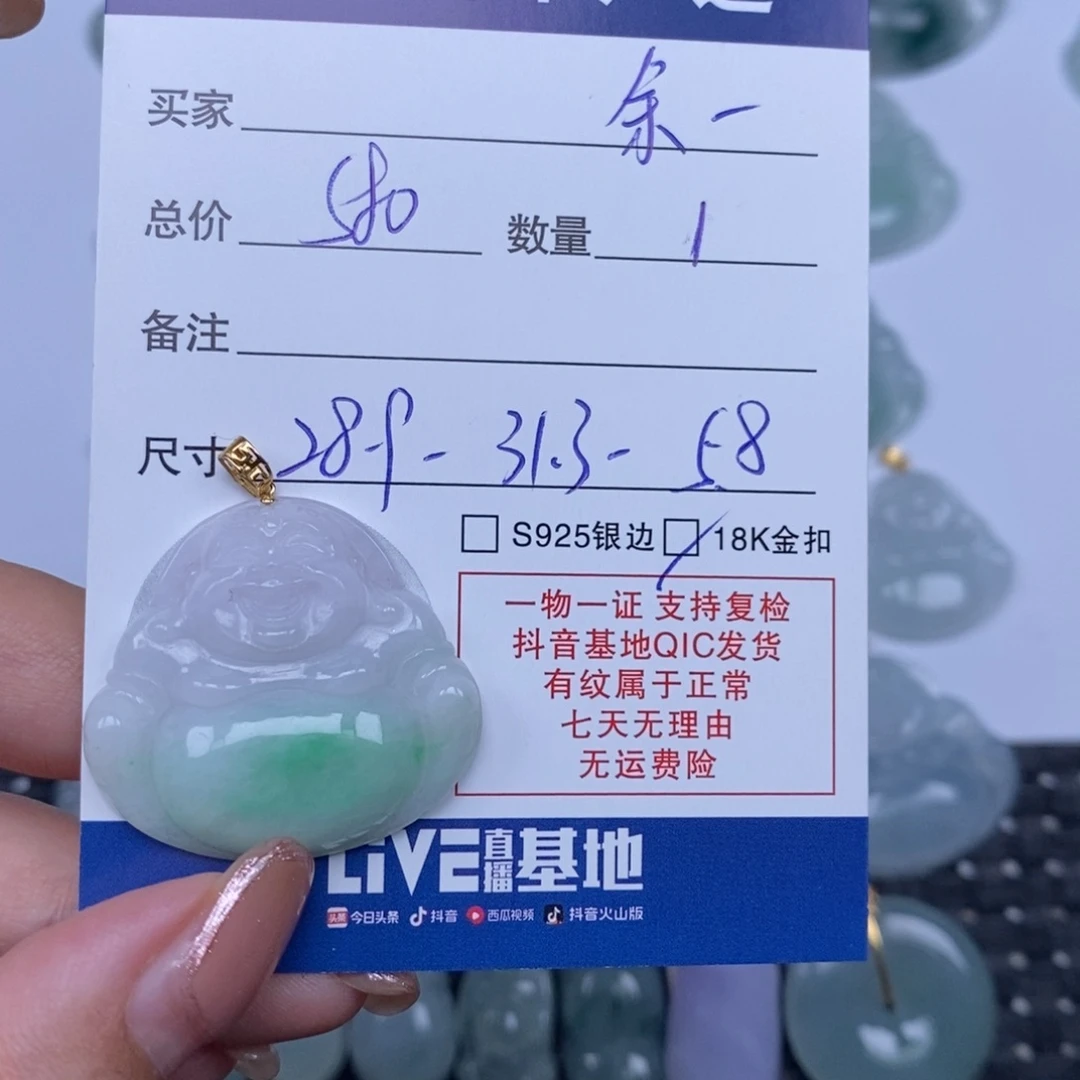 买家 余一
总价 580 数量 1
备注
尺寸 28.9- 31.3- 5.8
S925银边 18K金扣
一物一证 支持复检
抖音基地QIC发货
有纹属于正常
七天无理由
无运费险
LIVE直播基地
头条 今日头条 抖音 西瓜视频 抖音火山版